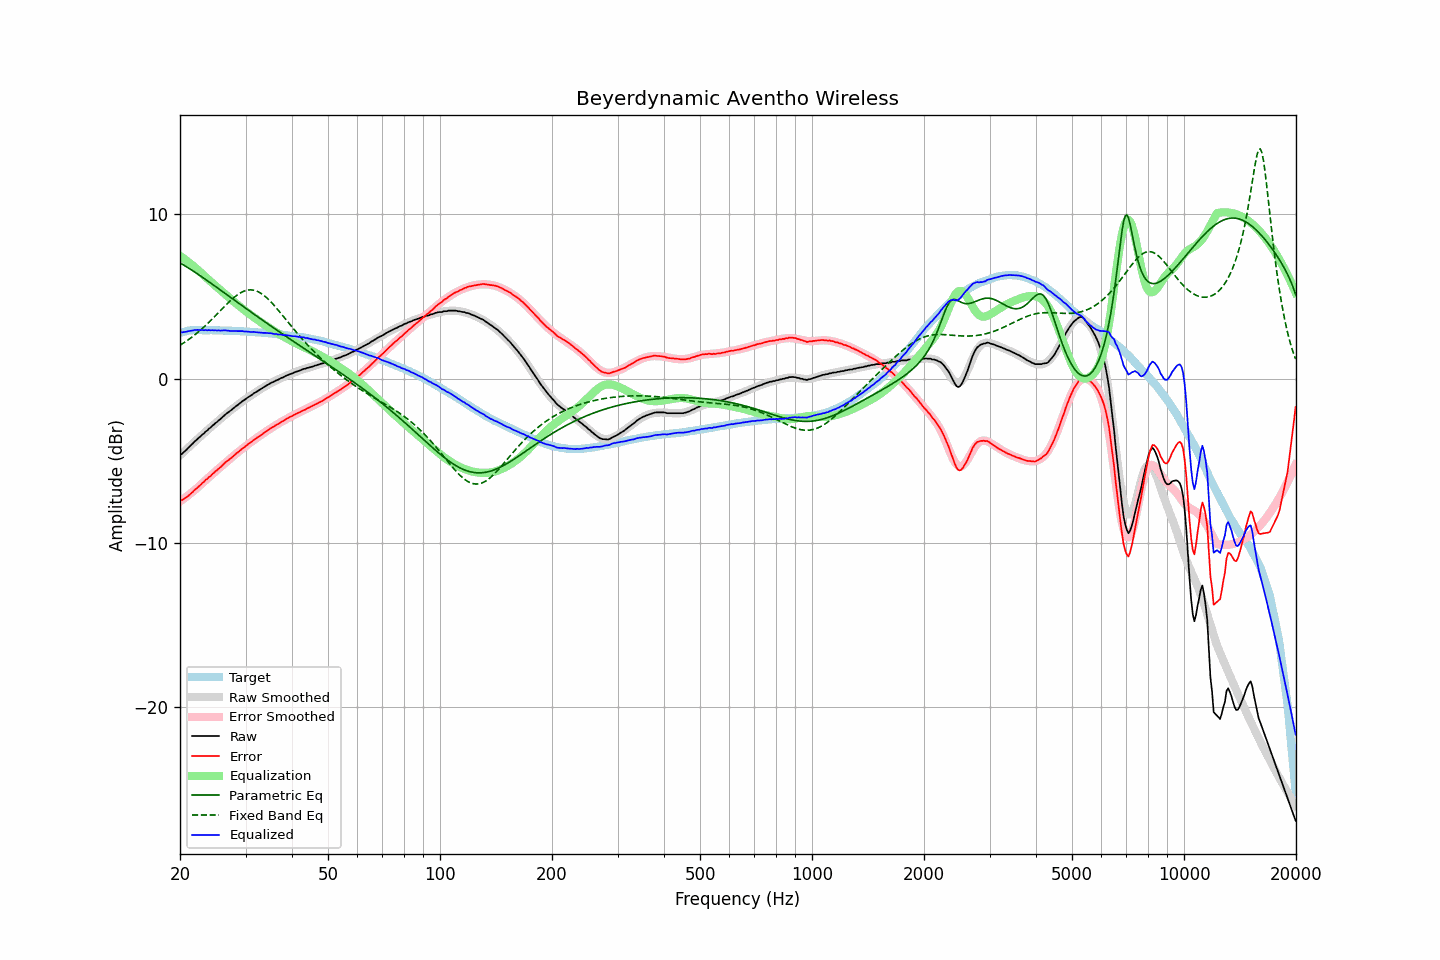 Beyerdynamic Aventho Wireless
Amplitude (dBr)
10
0
−10
−20
Target
Raw Smoothed
Error Smoothed
Raw
Error
Equalization
Parametric Eq
Fixed Band Eq
Equalized
20 50 100 200 500 1000 2000 5000 10000 20000
Frequency (Hz)